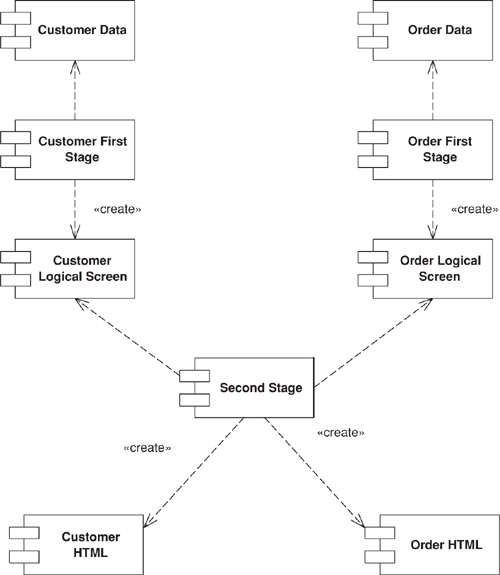 Customer Data
Order Data
Customer First
Stage
Order First
Stage
«create»
«create»
Customer
Logical Screen
Order Logical
Screen
Second Stage
«create»
«create»
Customer
HTML
Order HTML